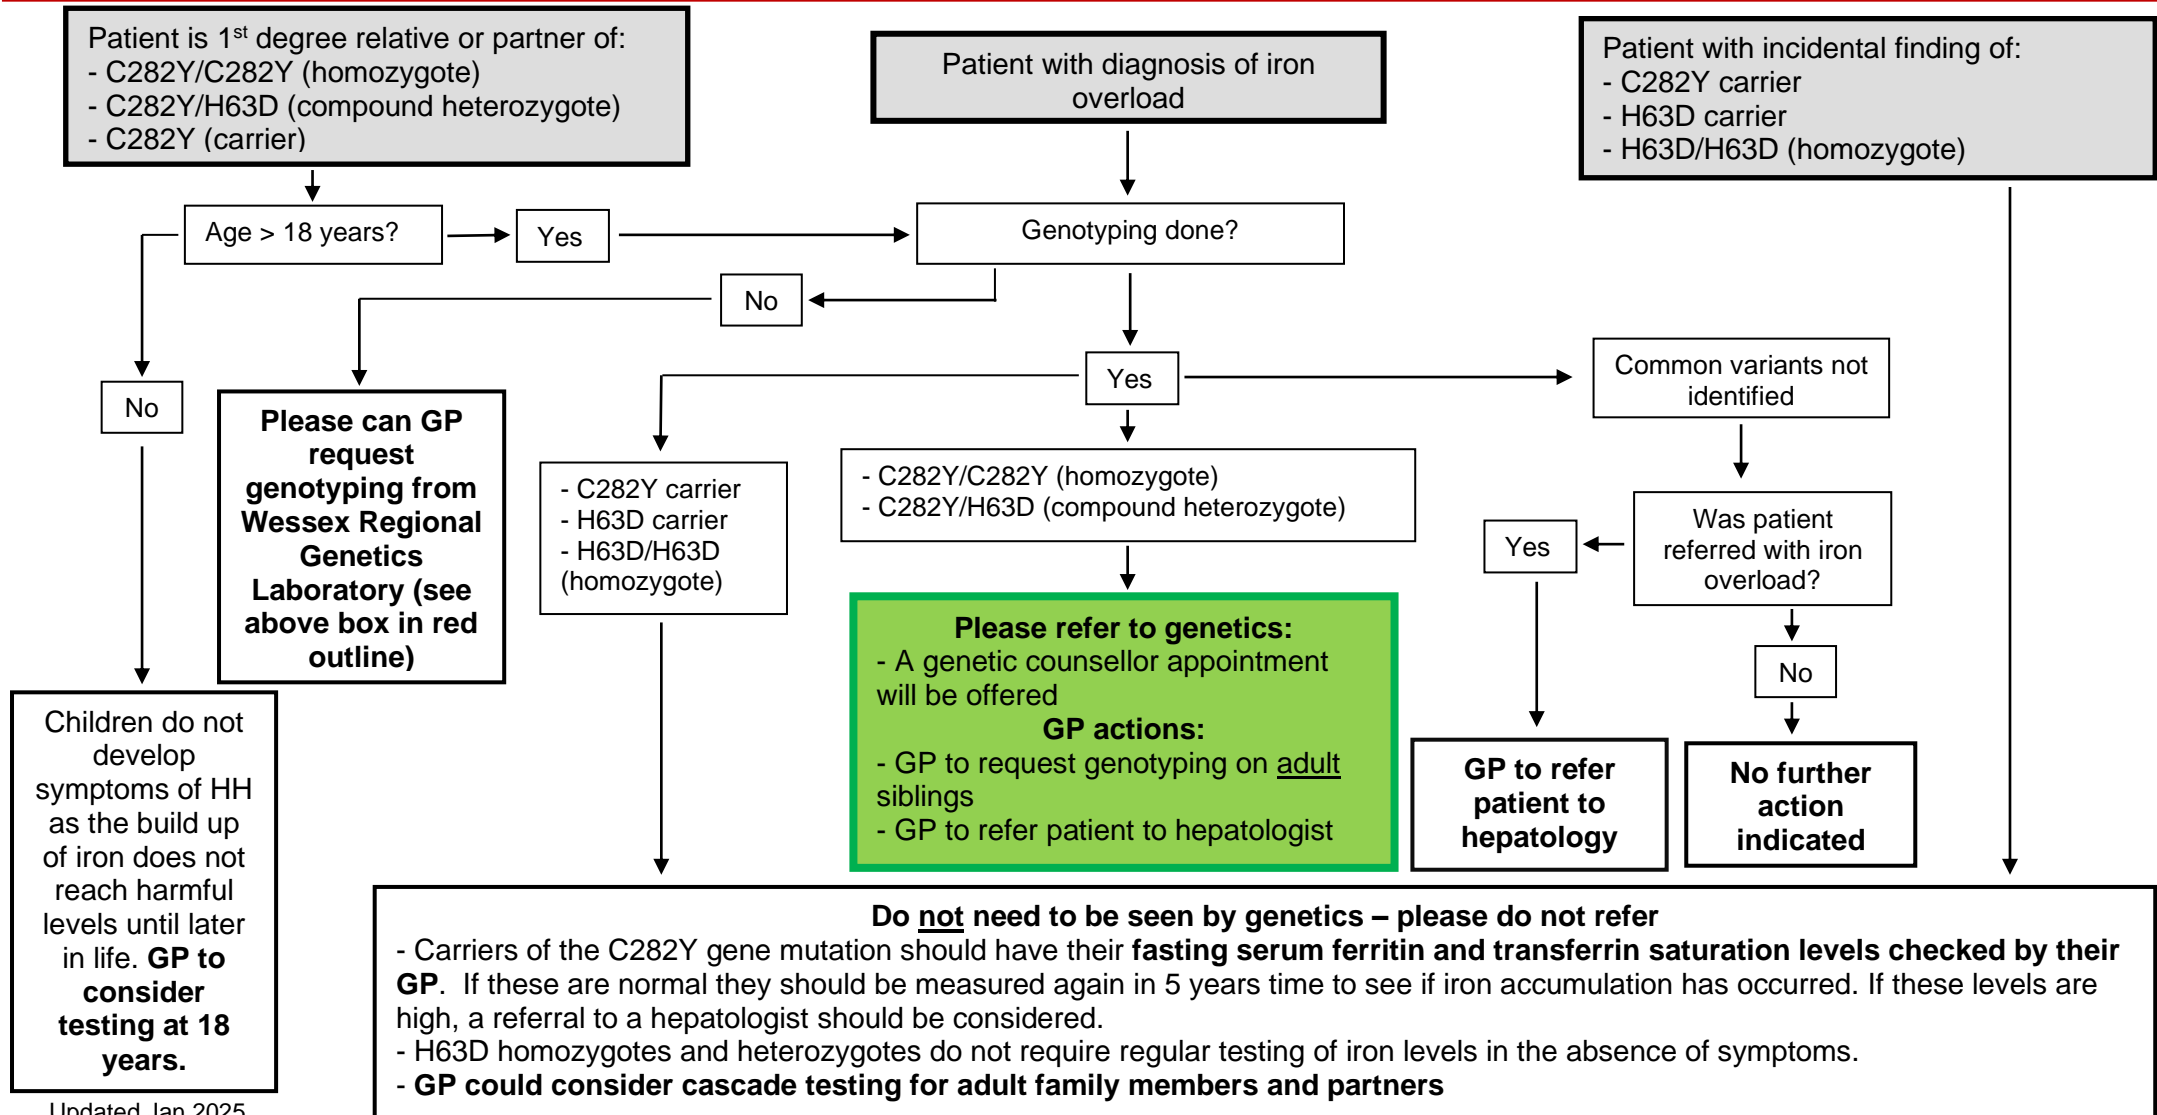 Patient is 1st degree relative or partner of:
- C282Y/C282Y (homozygote)
- C282Y/H63D (compound heterozygote)
- C282Y (carrier)
Patient with diagnosis of iron
overload
Patient with incidental finding of:
- C282Y carrier
- H63D carrier
- H63D/H63D (homozygote)
Age > 18 years?
Yes
Genotyping done?
No
Yes
Common variants not
identified
No
Please can GP
request
genotyping from
Wessex Regional
Genetics
Laboratory (see
above box in red
outline)
- C282Y carrier
- H63D carrier
- H63D/H63D
(homozygote)
- C282Y/C282Y (homozygote)
- C282Y/H63D (compound heterozygote)
Was patient
referred with iron
overload?
Yes
No
Please refer to genetics:
- A genetic counsellor appointment
will be offered
GP actions:
- GP to request genotyping on adult
siblings
- GP to refer patient to hepatologist
GP to refer
patient to
hepatology
No further
action
indicated
Children do not
develop
symptoms of HH
as the build up
of iron does not
reach harmful
levels until later
in life. GP to
consider
testing at 18
years.
Do not need to be seen by genetics – please do not refer
- Carriers of the C282Y gene mutation should have their fasting serum ferritin and transferrin saturation levels checked by their
GP.  If these are normal they should be measured again in 5 years time to see if iron accumulation has occurred. If these levels are
high, a referral to a hepatologist should be considered.
- H63D homozygotes and heterozygotes do not require regular testing of iron levels in the absence of symptoms.
- GP could consider cascade testing for adult family members and partners
Updated Jan 2025